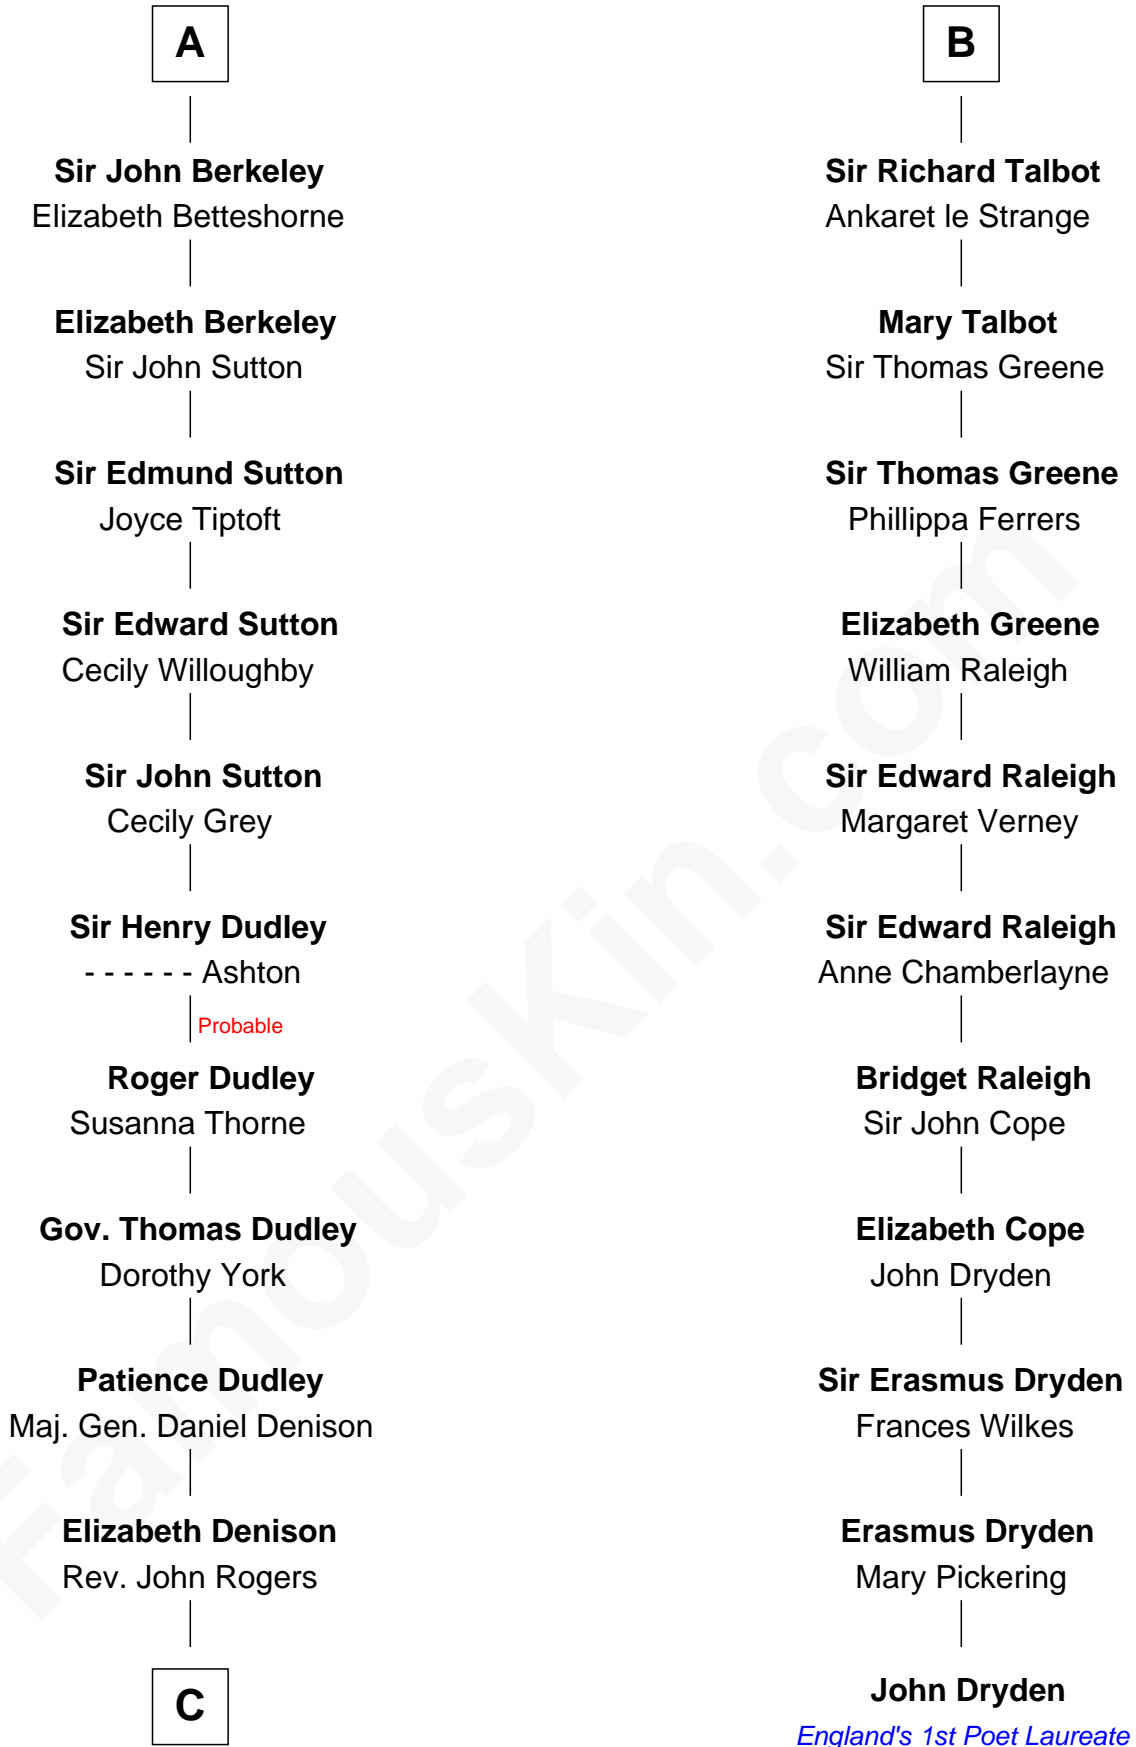 A
Sir John Berkeley
Elizabeth Betteshorne
Elizabeth Berkeley
Sir John Sutton
Sir Edmund Sutton
Joyce Tiptoft
Sir Edward Sutton
Cecily Willoughby
Sir John Sutton
Cecily Grey
Sir Henry Dudley
- - - - - - Ashton
Probable
Roger Dudley
Susanna Thorne
Gov. Thomas Dudley
Dorothy York
Patience Dudley
Maj. Gen. Daniel Denison
Elizabeth Denison
Rev. John Rogers
C
B
Sir Richard Talbot
Ankaret le Strange
Mary Talbot
Sir Thomas Greene
Sir Thomas Greene
Phillippa Ferrers
Elizabeth Greene
William Raleigh
Sir Edward Raleigh
Margaret Verney
Sir Edward Raleigh
Anne Chamberlayne
Bridget Raleigh
Sir John Cope
Elizabeth Cope
John Dryden
Sir Erasmus Dryden
Frances Wilkes
Erasmus Dryden
Mary Pickering
John Dryden
England's 1st Poet Laureate
FamousKin.com